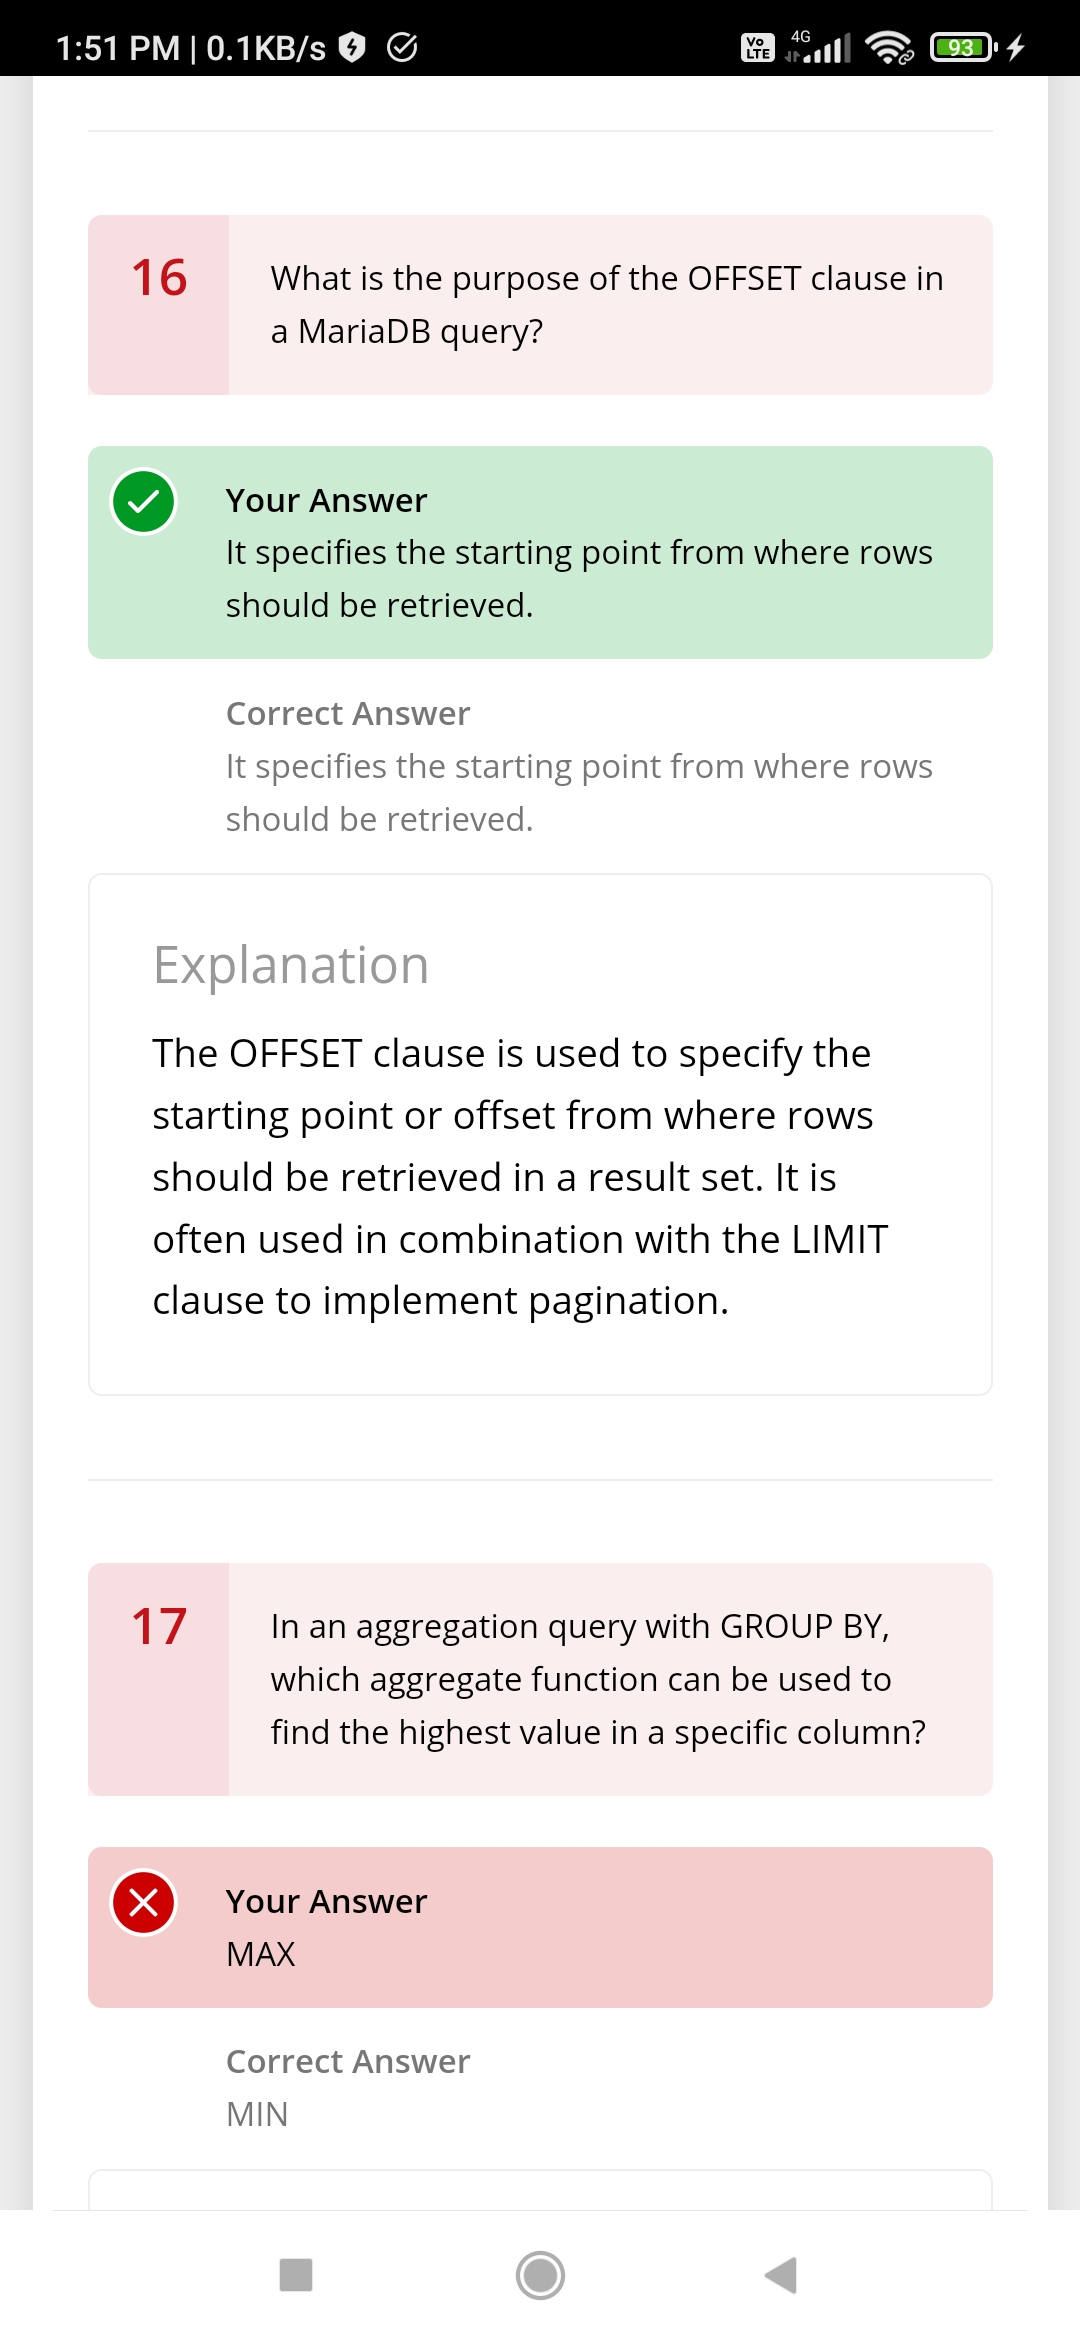 1:51 PM | 0.1KB/s Vo LTE 4G 93
16
What is the purpose of the OFFSET clause in
a MariaDB query?
Your Answer
It specifies the starting point from where rows
should be retrieved.
Correct Answer
It specifies the starting point from where rows
should be retrieved.
Explanation
The OFFSET clause is used to specify the
starting point or offset from where rows
should be retrieved in a result set. It is
often used in combination with the LIMIT
clause to implement pagination.
17
In an aggregation query with GROUP BY,
which aggregate function can be used to
find the highest value in a specific column?
Your Answer
MAX
Correct Answer
MIN